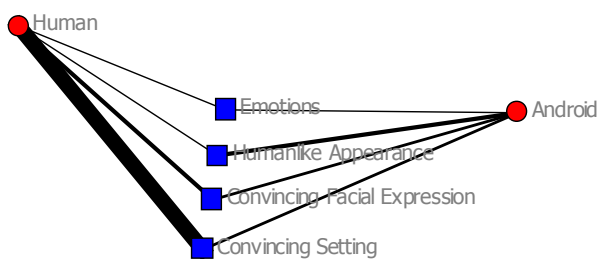 Human
Emotions
Android
Humanlike Appearance
Convincing Facial Expression
Convincing Setting